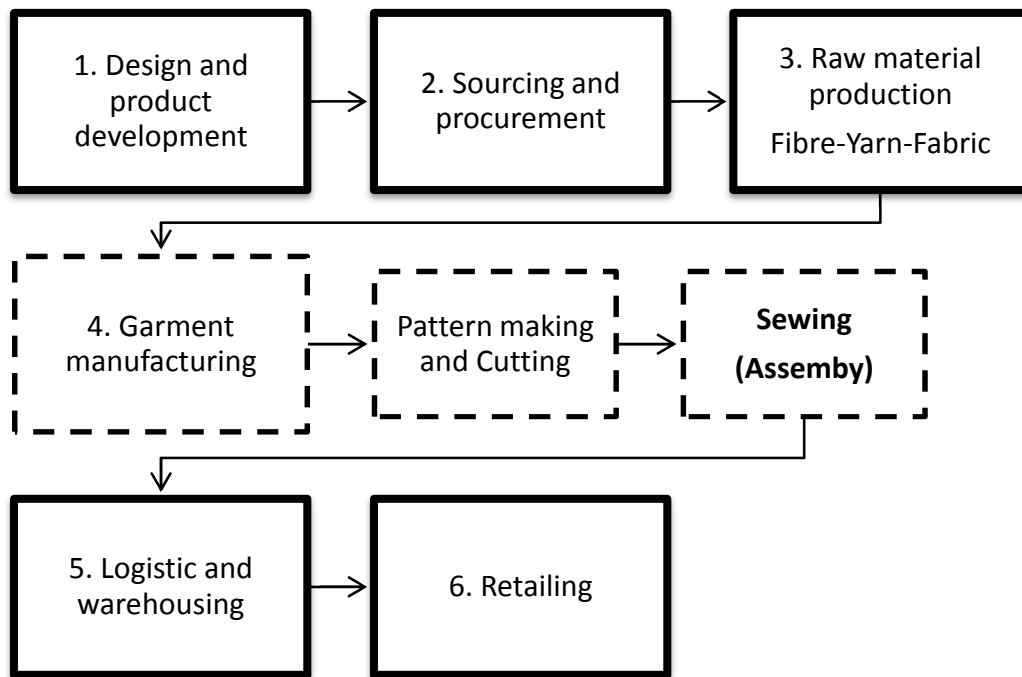 1. Design and
product
development
2. Sourcing and
procurement
3. Raw material
production
Fibre-Yarn-Fabric
4. Garment
manufacturing
Pattern making
and Cutting
Sewing
(Assemby)
5. Logistic and
warehousing
6. Retailing